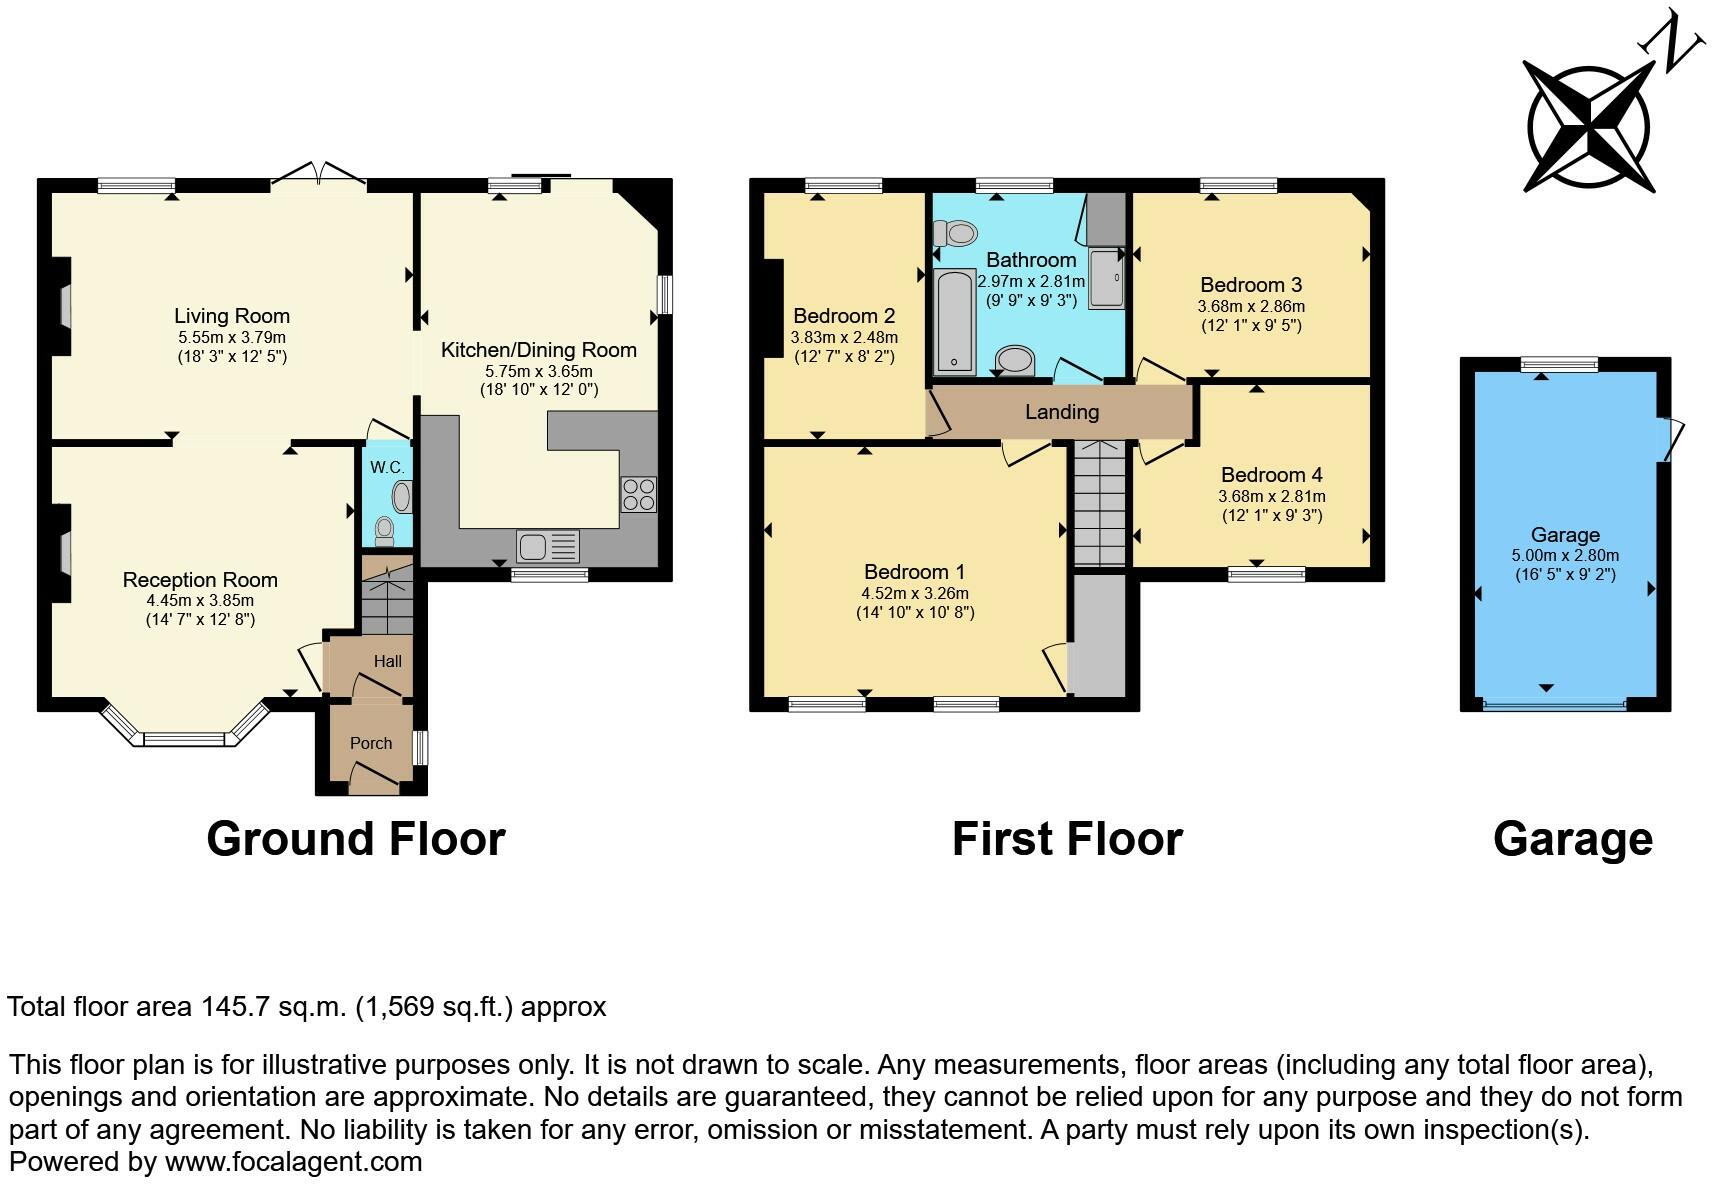 N
Living Room
5.55m x 3.79m
(18' 3" x 12' 5")
Kitchen/Dining Room
5.75m x 3.65m
(18' 10" x 12' 0")
W.C.
Reception Room
4.45m x 3.85m
(14' 7" x 12' 8")
Hall
Porch
Ground Floor
Bedroom 2
3.83m x 2.48m
(12' 7" x 8' 2")
Bathroom
2.97m x 2.81m
(9' 9" x 9' 3")
Bedroom 3
3.68m x 2.86m
(12' 1" x 9' 5")
Landing
Bedroom 4
3.68m x 2.81m
(12' 1" x 9' 3")
Bedroom 1
4.52m x 3.26m
(14' 10" x 10' 8")
First Floor
Garage
5.00m x 2.80m
(16' 5" x 9' 2")
Garage
Total floor area 145.7 sq.m. (1,569 sq.ft.) approx
This floor plan is for illustrative purposes only. It is not drawn to scale. Any measurements, floor areas (including any total floor area),
openings and orientation are approximate. No details are guaranteed, they cannot be relied upon for any purpose and they do not form
part of any agreement. No liability is taken for any error, omission or misstatement. A party must rely upon its own inspection(s).
Powered by www.focalagent.com